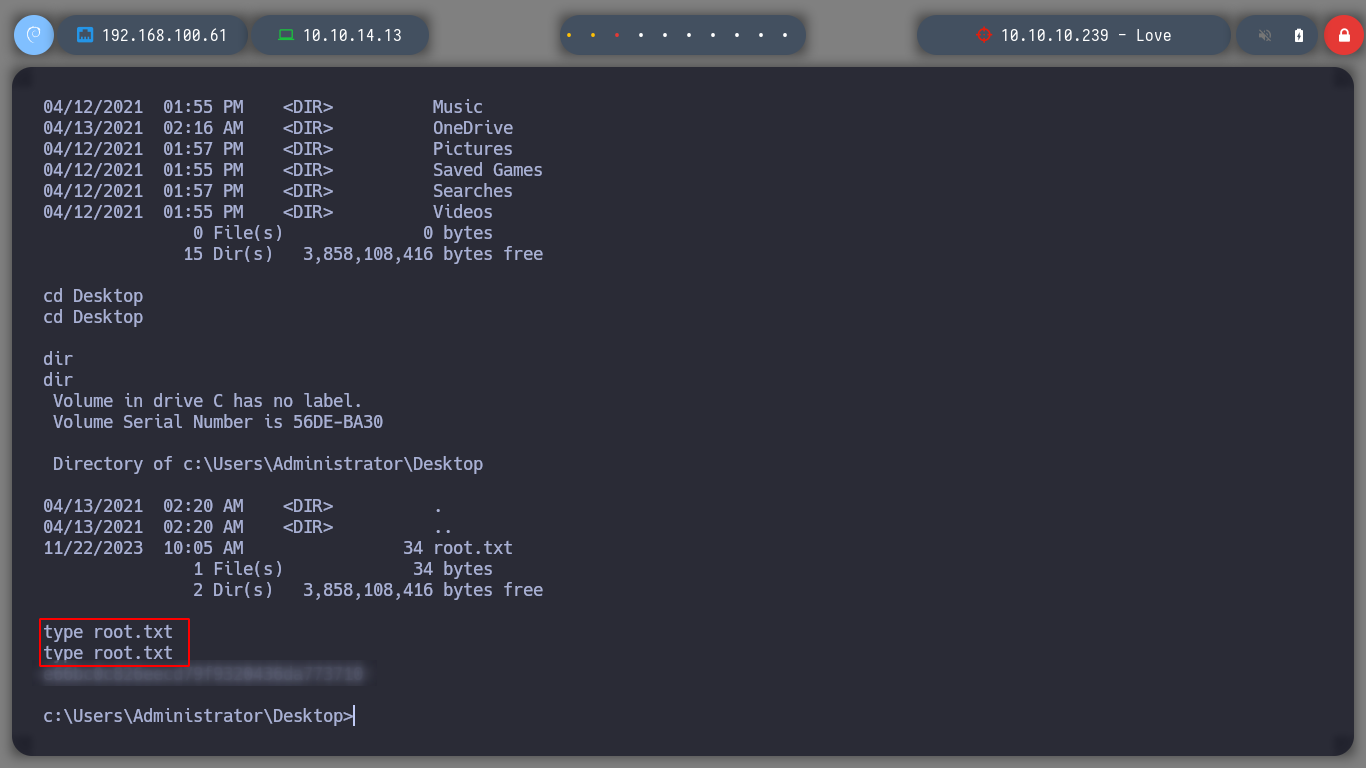 192.168.100.61
10.10.14.13
10.10.10.239 - Love
04/12/2021  01:55 PM    <DIR>          Music
04/13/2021  02:16 AM    <DIR>          OneDrive
04/12/2021  01:57 PM    <DIR>          Pictures
04/12/2021  01:55 PM    <DIR>          Saved Games
04/12/2021  01:57 PM    <DIR>          Searches
04/12/2021  01:55 PM    <DIR>          Videos
               0 File(s)              0 bytes
              15 Dir(s)   3,858,108,416 bytes free
cd Desktop
cd Desktop
dir
dir
 Volume in drive C has no label.
 Volume Serial Number is 56DE-BA30
 Directory of c:\Users\Administrator\Desktop
04/13/2021  02:20 AM    <DIR>          .
04/13/2021  02:20 AM    <DIR>          ..
11/22/2023  10:05 AM                34 root.txt
               1 File(s)             34 bytes
               2 Dir(s)   3,858,108,416 bytes free
type root.txt
type root.txt
c:\Users\Administrator\Desktop>